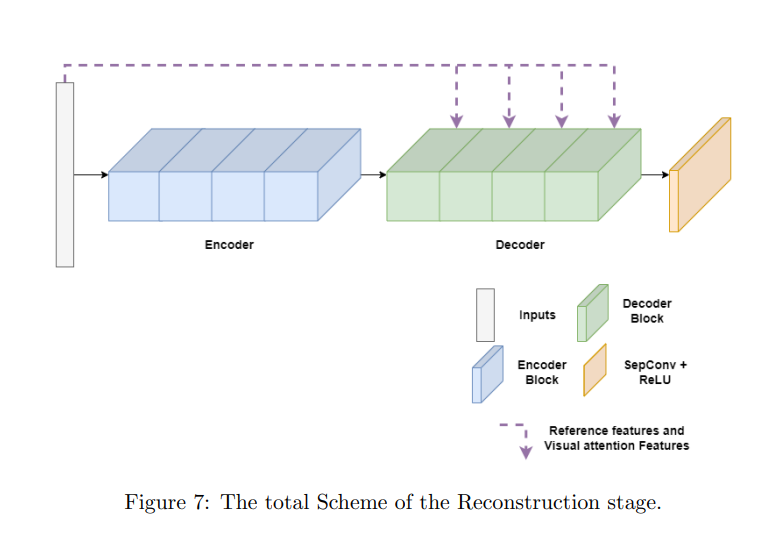 Encoder
Decoder
Inputs
Decoder
Block
Encoder
Block
SepConv +
ReLU
Reference features and
Visual attention Features
Figure 7: The total Scheme of the Reconstruction stage.